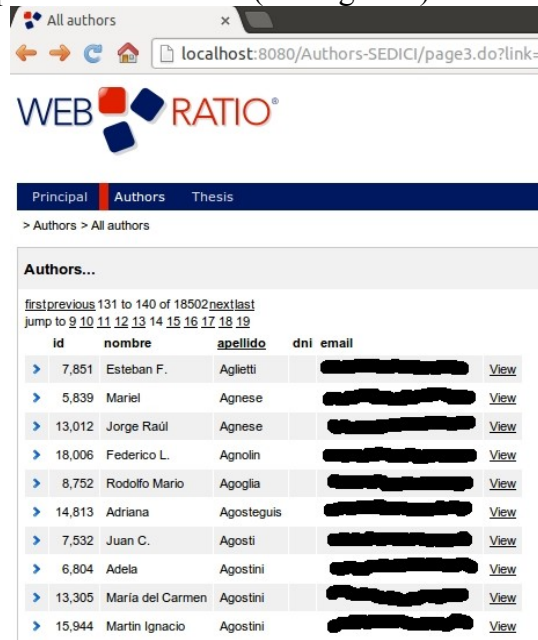 All authors
localhost:8080/Authors-SEDICI/page3.do?link=
WEB RATIO®
Principal Authors Thesis
> Authors > All authors
Authors...
first previous 131 to 140 of 18502 next last
jump to 9 10 11 12 13 14 15 16 17 18 19
id nombre apellido dni email
7,851 Esteban F. Aglietti View
5,839 Mariel Agnese View
13,012 Jorge Raúl Agnese View
18,006 Federico L. Agnolin View
8,752 Rodolfo Mario Agoglia View
14,813 Adriana Agosteguis View
7,532 Juan C. Agosti View
6,804 Adela Agostini View
13,305 María del Carmen Agostini View
15,944 Martin Ignacio Agostini View